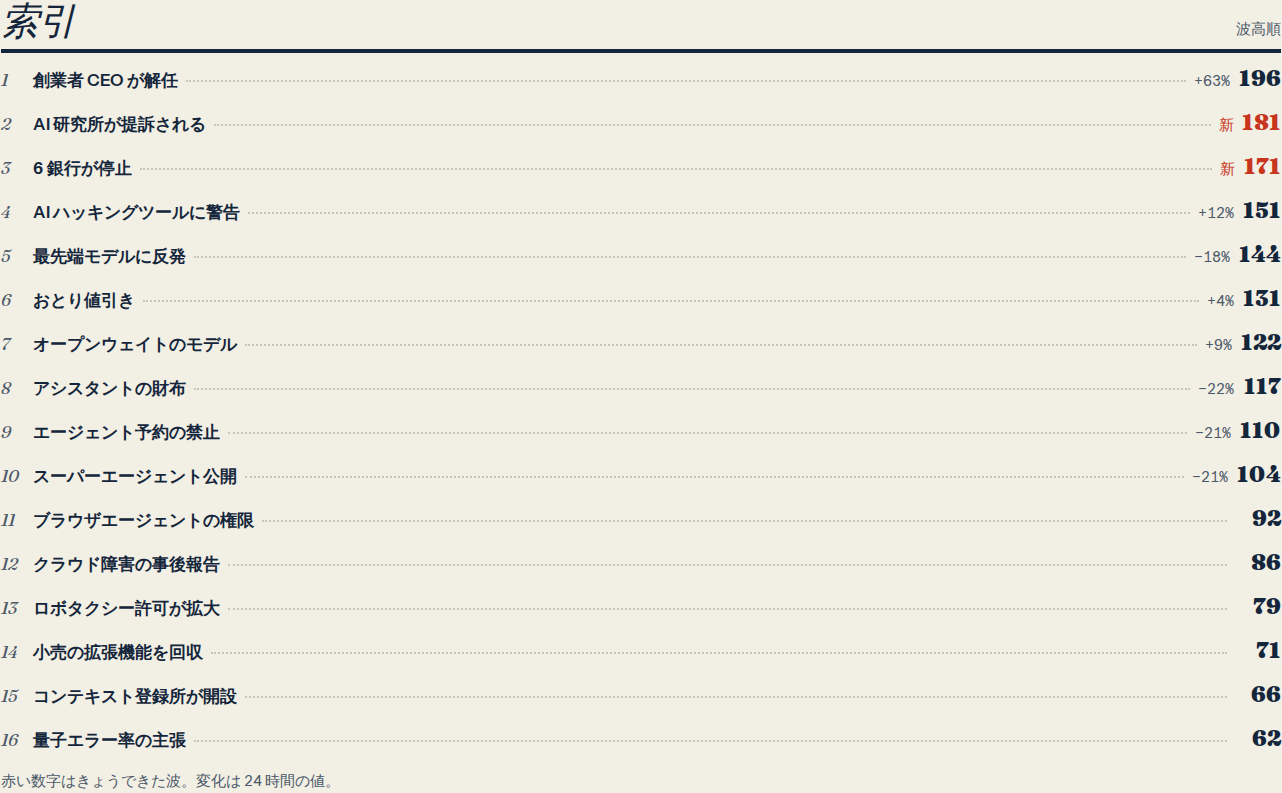 索引
波高順
1 創業者 CEO が解任 +63% 196
2 AI 研究所が提訴される 新 181
3 6 銀行が停止 新 171
4 AI ハッキングツールに警告 +12% 151
5 最先端モデルに反発 −18% 144
6 おとり値引き +4% 131
7 オープンウェイトのモデル +9% 122
8 アシスタントの財布 −22% 117
9 エージェント予約の禁止 −21% 110
10 スーパーエージェント公開 −21% 104
11 ブラウザエージェントの権限 92
12 クラウド障害の事後報告 86
13 ロボタクシー許可が拡大 79
14 小売の拡張機能を回収 71
15 コンテキスト登録所が開設 66
16 量子エラー率の主張 62
赤い数字はきょうできた波。変化は 24 時間の値。